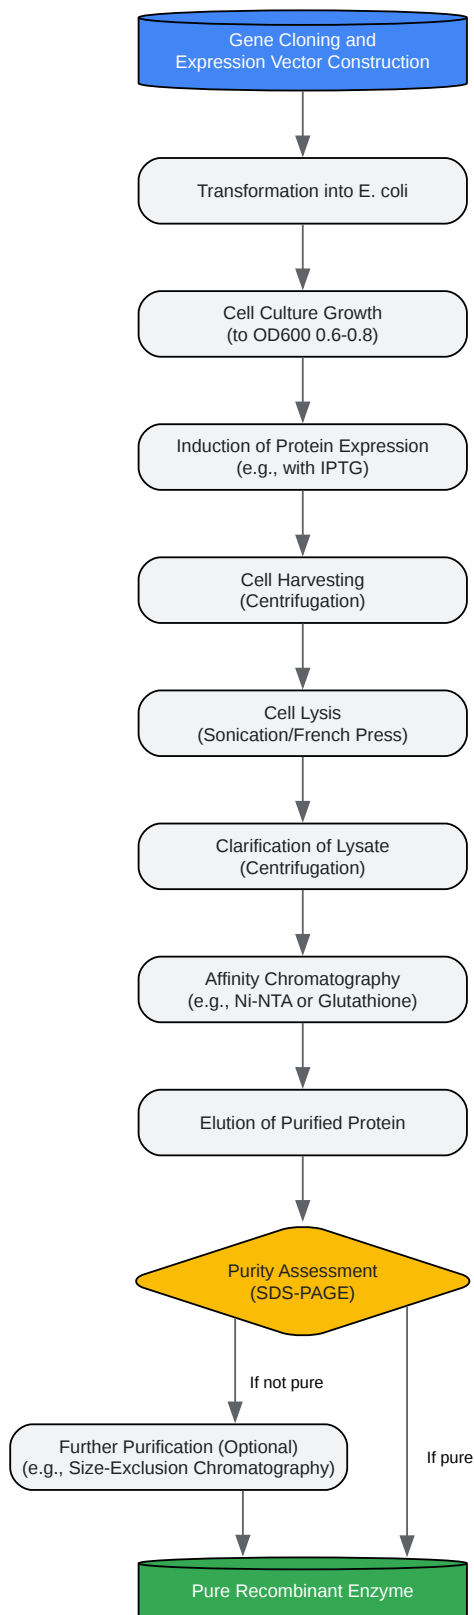 Gene Cloning and
Expression Vector Construction
Transformation into E. coli
Cell Culture Growth
(to OD600 0.6-0.8)
Induction of Protein Expression
(e.g., with IPTG)
Cell Harvesting
(Centrifugation)
Cell Lysis
(Sonication/French Press)
Clarification of Lysate
(Centrifugation)
Affinity Chromatography
(e.g., Ni-NTA or Glutathione)
Elution of Purified Protein
Purity Assessment
(SDS-PAGE)
If not pure
Further Purification (Optional)
(e.g., Size-Exclusion Chromatography)
If pure
Pure Recombinant Enzyme